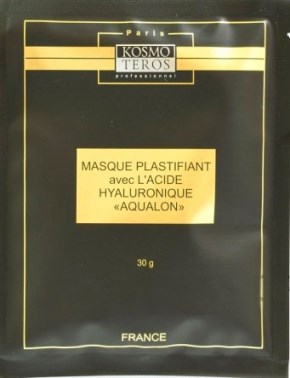 Paris
KOSMO
TEROS
professionnel
MASQUE PLASTIFIANT
avec L'ACIDE
HYALURONIQUE
«AQUALON»
30 g
FRANCE